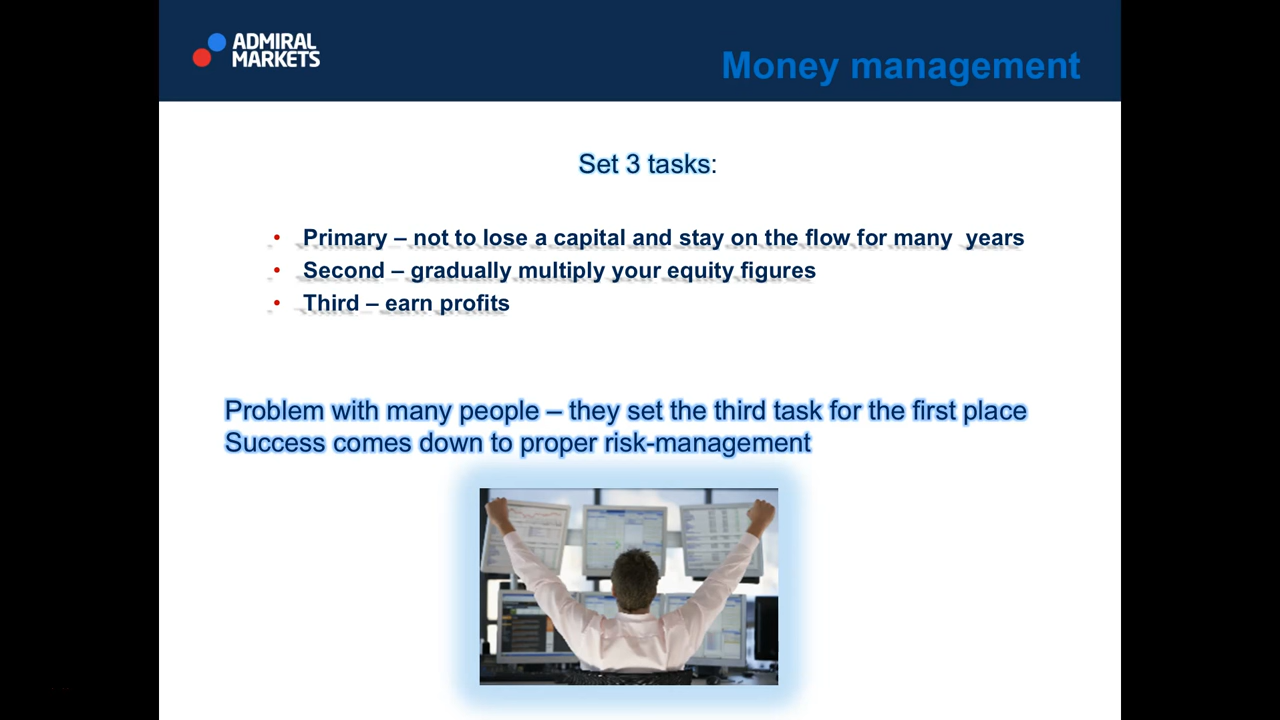 ADMIRAL
MARKETS
Money management
Set 3 tasks:
• Primary – not to lose a capital and stay on the flow for many  years
• Second – gradually multiply your equity figures
• Third – earn profits
Problem with many people – they set the third task for the first place
Success comes down to proper risk-management